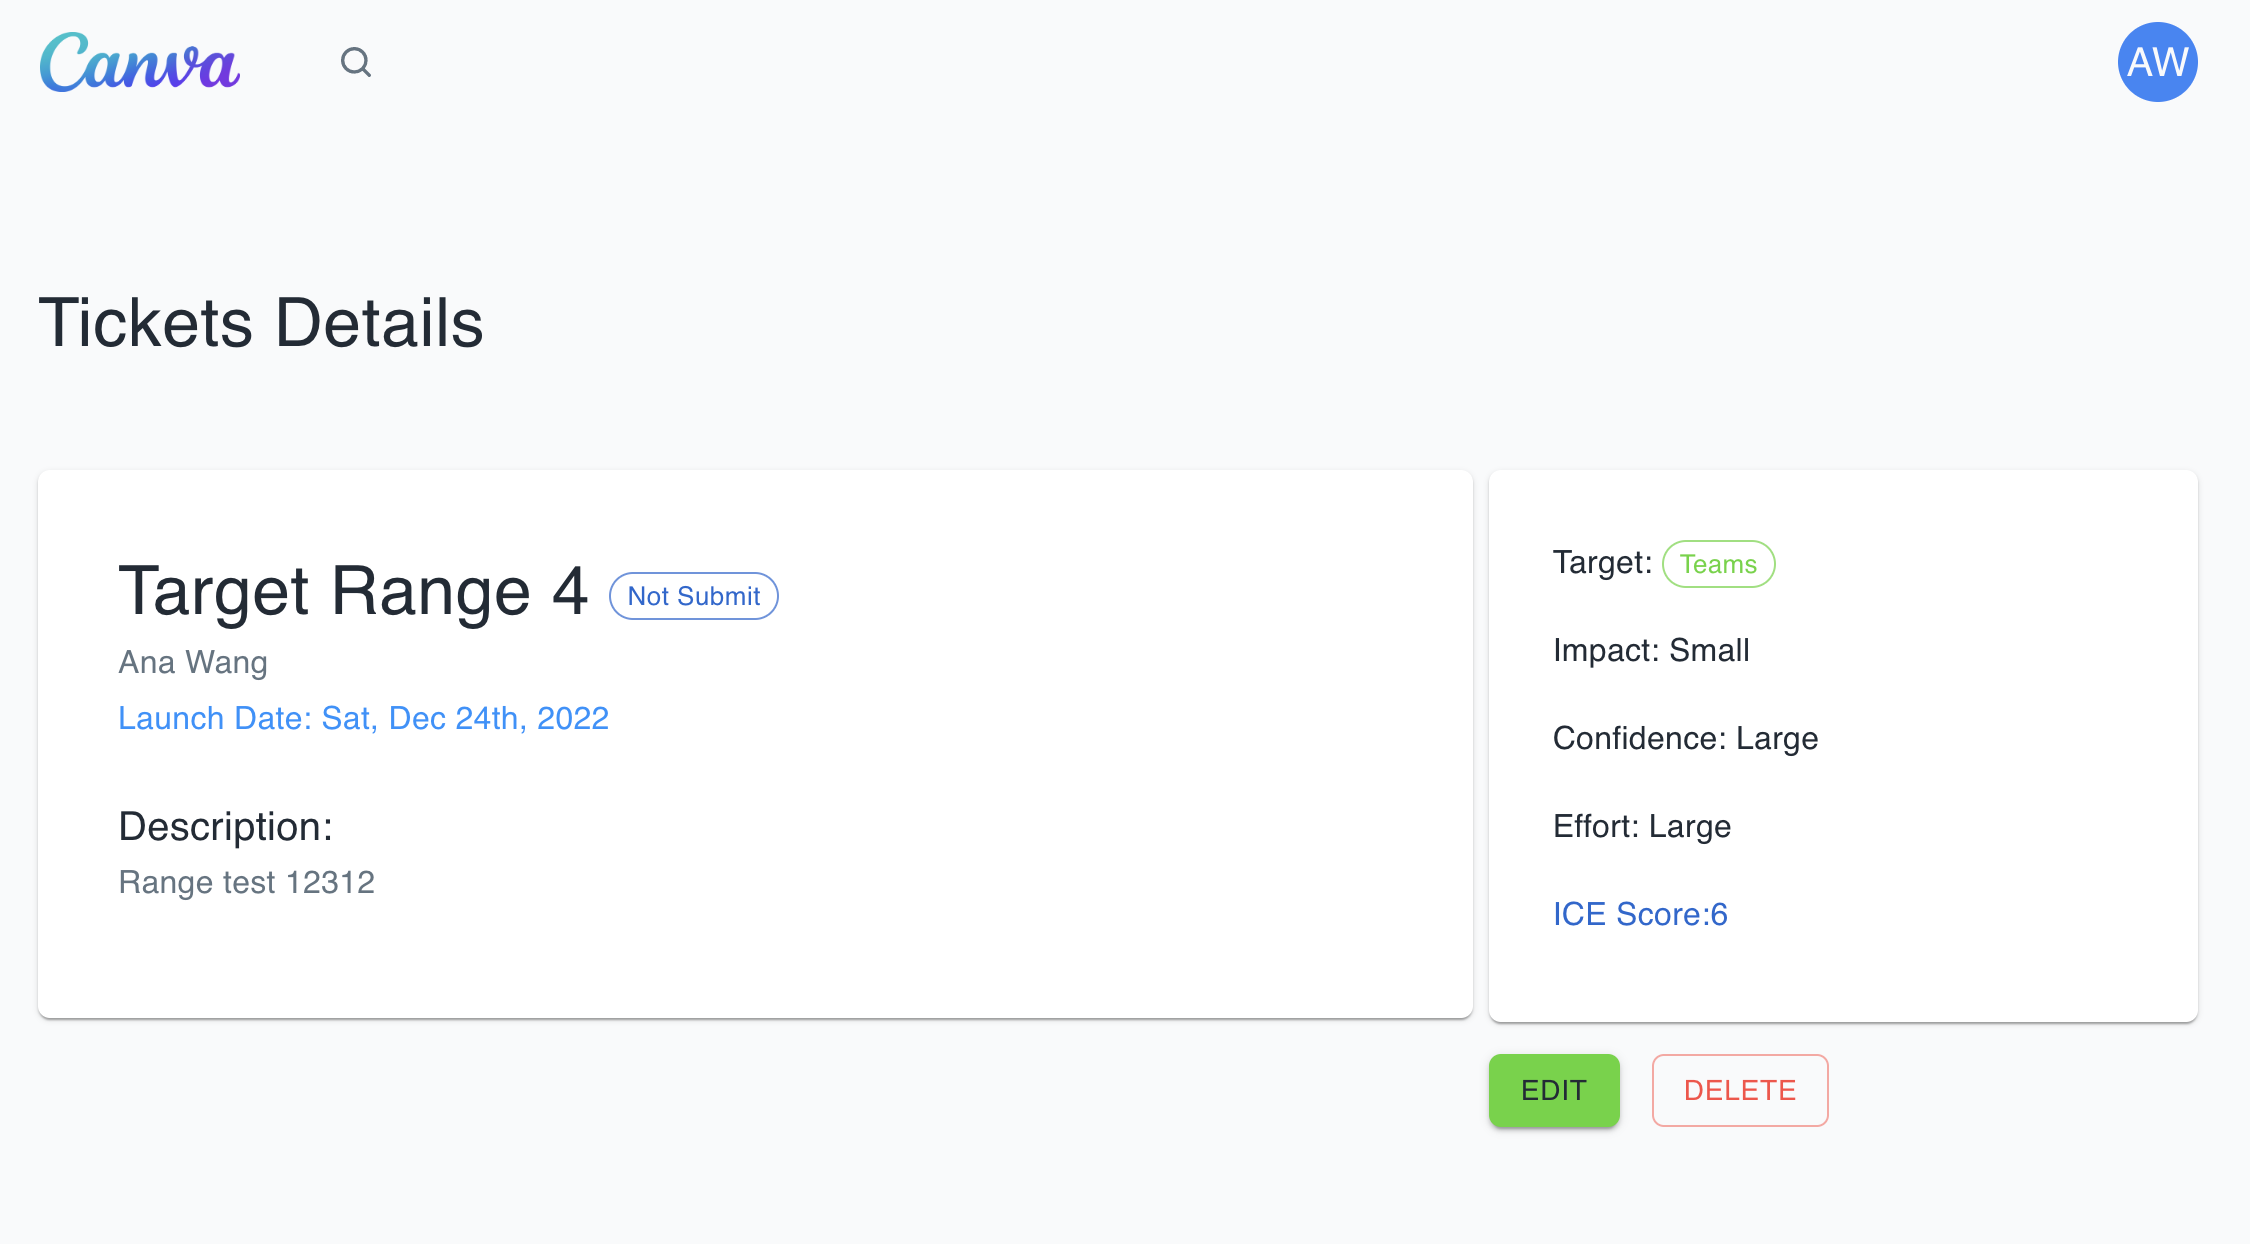 Canva
AW
Tickets Details
Target Range 4 Not Submit
Ana Wang
Launch Date: Sat, Dec 24th, 2022
Description:
Range test 12312
Target: Teams
Impact: Small
Confidence: Large
Effort: Large
ICE Score:6
EDIT DELETE